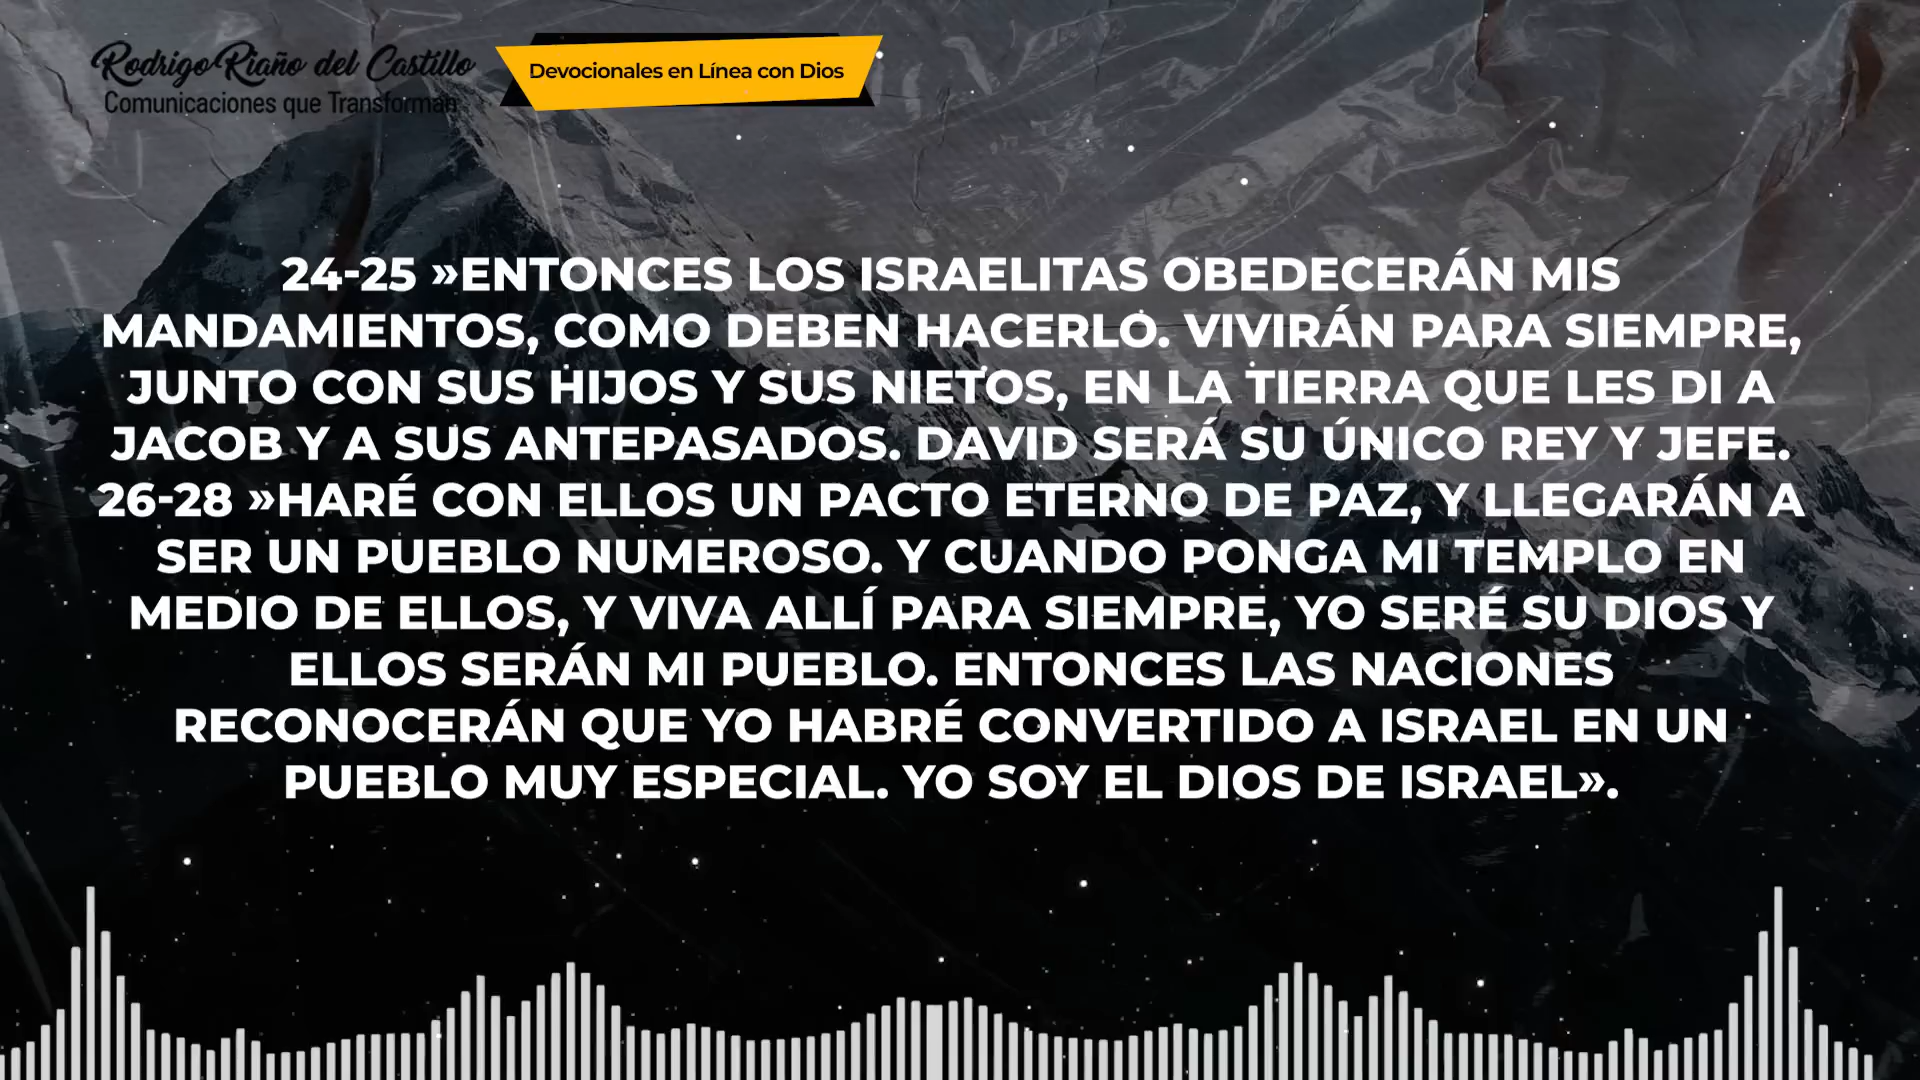 Rodrigo Riaño del Castillo
Comunicaciones que Transforman
Devocionales en Línea con Dios
24-25 »ENTONCES LOS ISRAELITAS OBEDECERÁN MIS
MANDAMIENTOS, COMO DEBEN HACERLO. VIVIRÁN PARA SIEMPRE,
JUNTO CON SUS HIJOS Y SUS NIETOS, EN LA TIERRA QUE LES DI A
JACOB Y A SUS ANTEPASADOS. DAVID SERÁ SU ÚNICO REY Y JEFE.
26-28 »HARÉ CON ELLOS UN PACTO ETERNO DE PAZ, Y LLEGARÁN A
SER UN PUEBLO NUMEROSO. Y CUANDO PONGA MI TEMPLO EN
MEDIO DE ELLOS, Y VIVA ALLÍ PARA SIEMPRE, YO SERÉ SU DIOS Y
ELLOS SERÁN MI PUEBLO. ENTONCES LAS NACIONES
RECONOCERÁN QUE YO HABRÉ CONVERTIDO A ISRAEL EN UN
PUEBLO MUY ESPECIAL. YO SOY EL DIOS DE ISRAEL».